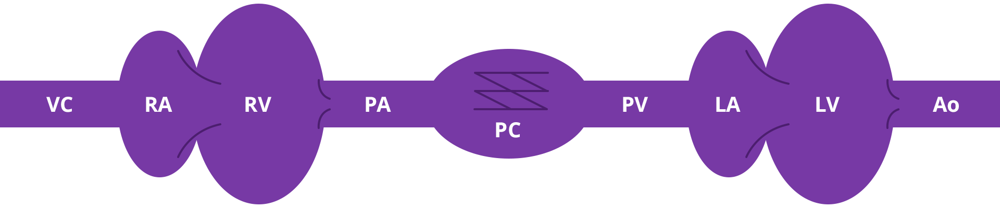 VC RA RV PA PC PV LA LV Ao